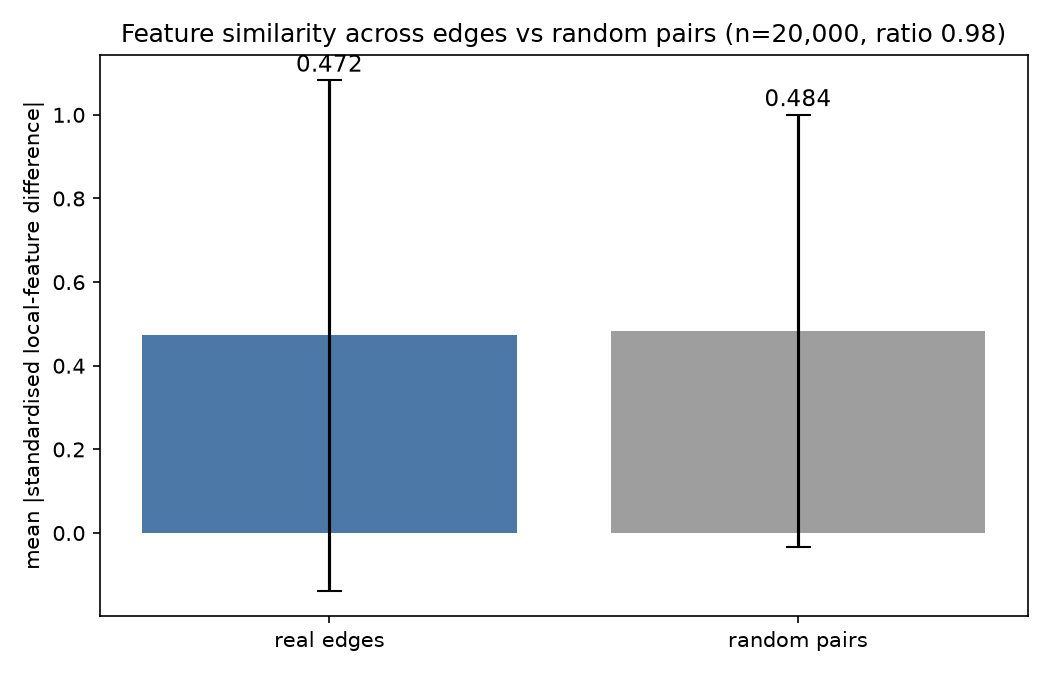 Feature similarity across edges vs random pairs (n=20,000, ratio 0.98)
mean |standardised local-feature difference|
1.0
0.8
0.6
0.4
0.2
0.0
0.472
0.484
real edges
random pairs